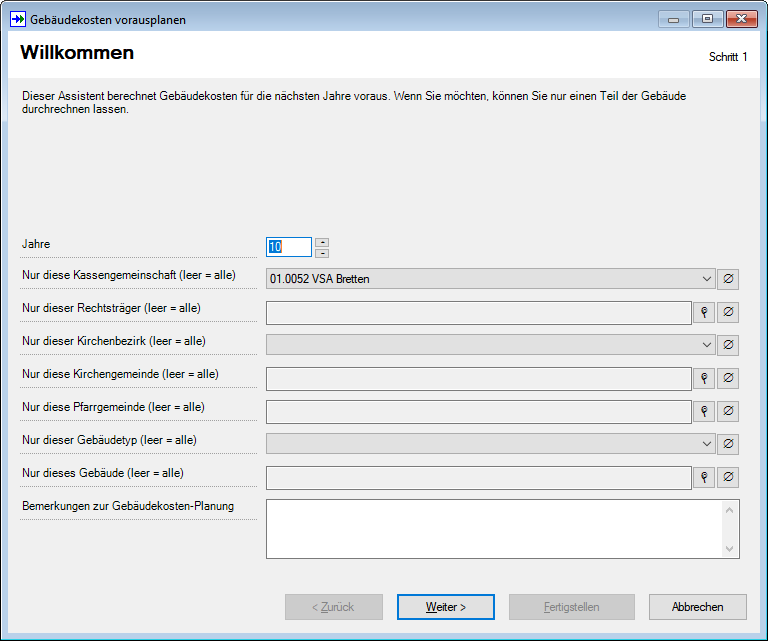 Gebäudekosten vorausplanen
Willkommen
Schritt 1
Dieser Assistent berechnet Gebäudekosten für die nächsten Jahre voraus. Wenn Sie möchten, können Sie nur einen Teil der Gebäude
durchrechnen lassen.
Jahre
10
Nur diese Kassengemeinschaft (leer = alle)
01.0052 VSA Bretten
Nur dieser Rechtsträger (leer = alle)
Nur dieser Kirchenbezirk (leer = alle)
Nur diese Kirchengemeinde (leer = alle)
Nur diese Pfarrgemeinde (leer = alle)
Nur dieser Gebäudetyp (leer = alle)
Nur dieses Gebäude (leer = alle)
Bemerkungen zur Gebäudekosten-Planung
< Zurück
Weiter >
Fertigstellen
Abbrechen